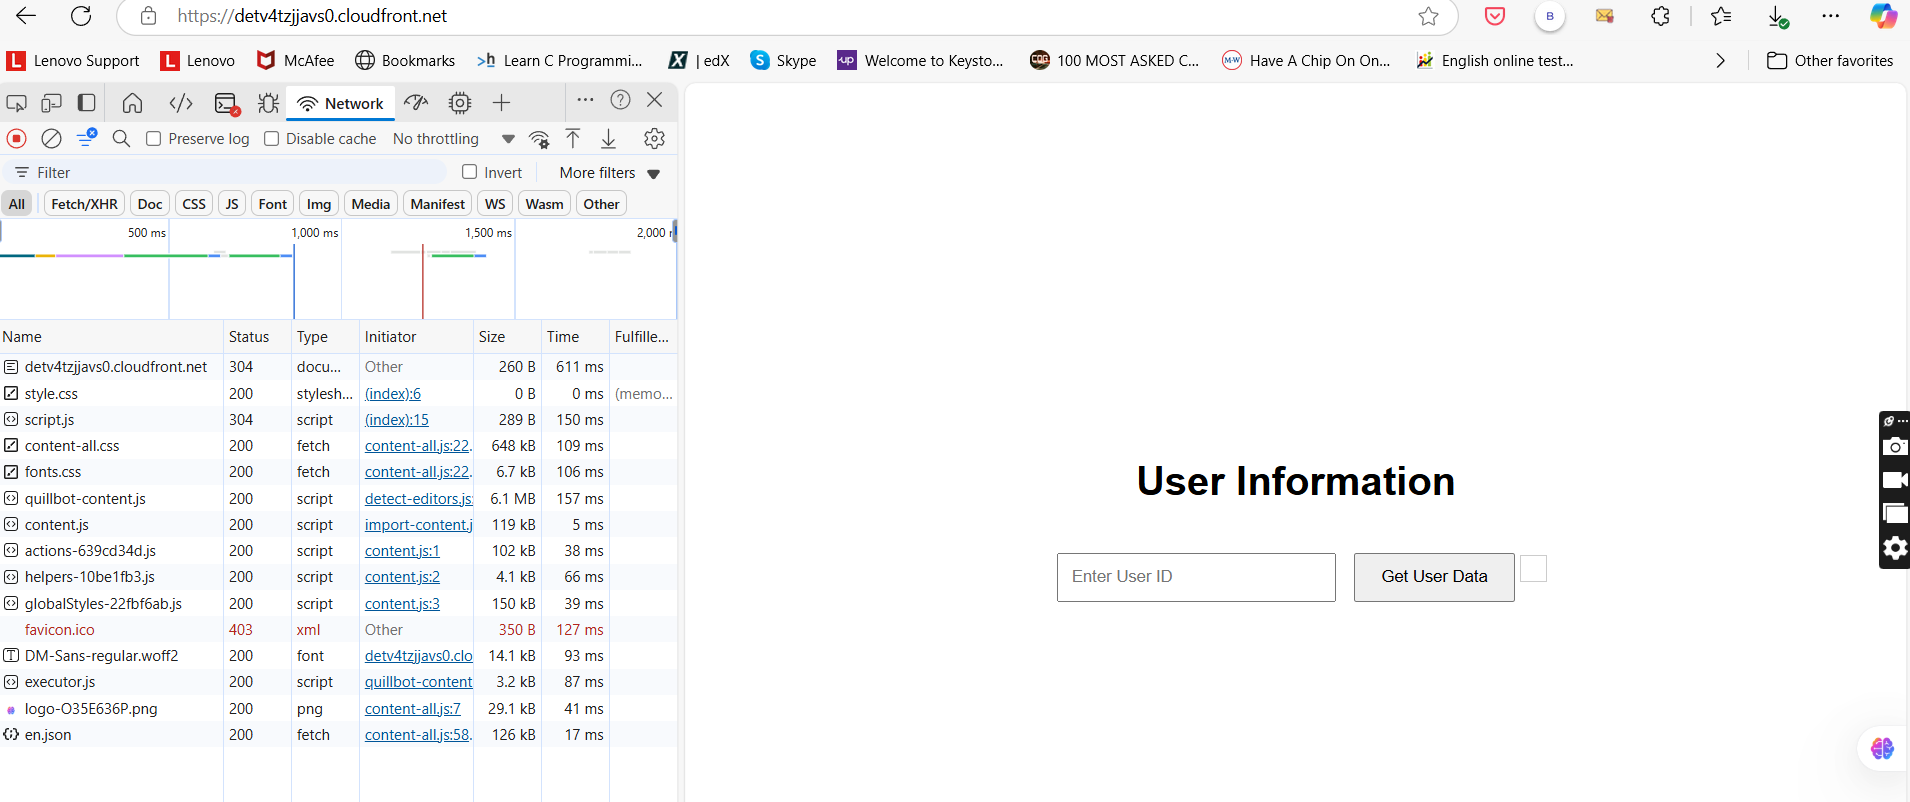 https://detv4tzjjavs0.cloudfront.net
B
Lenovo Support
Lenovo
McAfee
Bookmarks
Learn C Programmi...
| edX
Skype
Welcome to Keysto...
100 MOST ASKED C...
Have A Chip On On...
English online test...
Other favorites
Network
Preserve log
Disable cache
No throttling
Filter
Invert
More filters
All
Fetch/XHR
Doc
CSS
JS
Font
Img
Media
Manifest
WS
Wasm
Other
500 ms
1,000 ms
1,500 ms
2,000
Name Status Type Initiator Size Time Fulfille...
detv4tzjjavs0.cloudfront.net 304 docu... Other 260 B 611 ms
style.css 200 stylesh... (index):6 0 B 0 ms (memo...
script.js 304 script (index):15 289 B 150 ms
content-all.css 200 fetch content-all.js:22. 648 kB 109 ms
fonts.css 200 fetch content-all.js:22. 6.7 kB 106 ms
quillbot-content.js 200 script detect-editors.js: 6.1 MB 157 ms
content.js 200 script import-content.j 119 kB 5 ms
actions-639cd34d.js 200 script content.js:1 102 kB 38 ms
helpers-10be1fb3.js 200 script content.js:2 4.1 kB 66 ms
globalStyles-22fbf6ab.js 200 script content.js:3 150 kB 39 ms
favicon.ico 403 xml Other 350 B 127 ms
DM-Sans-regular.woff2 200 font detv4tzjjavs0.clo 14.1 kB 93 ms
executor.js 200 script quillbot-content 3.2 kB 87 ms
logo-O35E636P.png 200 png content-all.js:7 29.1 kB 41 ms
en.json 200 fetch content-all.js:58. 126 kB 17 ms
User Information
Enter User ID
Get User Data